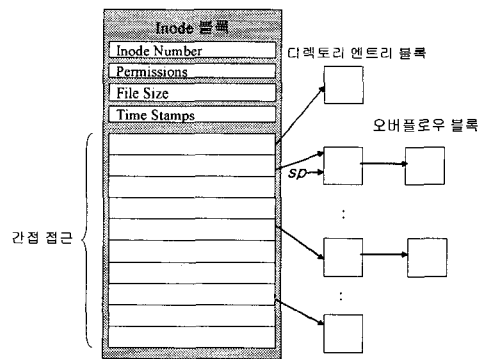 Inode 블록
Inode Number
Permissions
File Size
Time Stamps
디렉토리 엔트리 블록
오버플로우 블록
sp
:
:
간접 접근